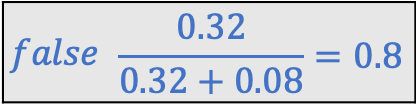 false 0.32 / 0.32 + 0.08 = 0.8